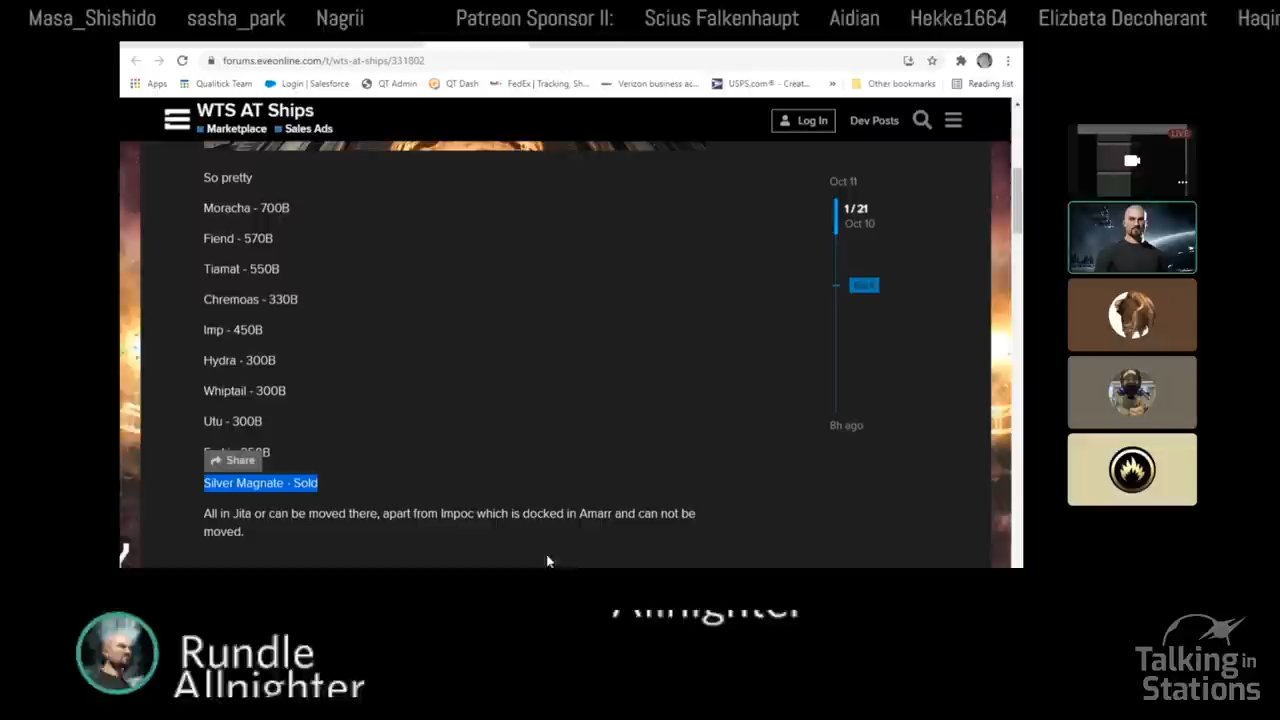 Masa_Shishido sasha_park Nagrii Patreon Sponsor II: Scius Falkenhaupt Aidian Hekke1664 Elizbeta Decoherant Haqi
forums.eveonline.com/t/wts-at-ships/331802
Apps Qualitick Team Login | Salesforce QT Admin QT Dash FedEx | Tracking, Sh... Verizon business ac... USPS.com® - Creat... » Other bookmarks Reading list
WTS AT Ships
Marketplace Sales Ads
Log In Dev Posts
So pretty
Moracha - 700B
Fiend - 570B
Tiamat - 550B
Chremoas - 330B
Imp - 450B
Hydra - 300B
Whiptail - 300B
Utu - 300B
Share
Silver Magnate - Sold
All in Jita or can be moved there, apart from Impoc which is docked in Amarr and can not be
moved.
Oct 11
1 / 21
Oct 10
8h ago
Rundle
Allnighter
Allnighter
Talking in
Stations